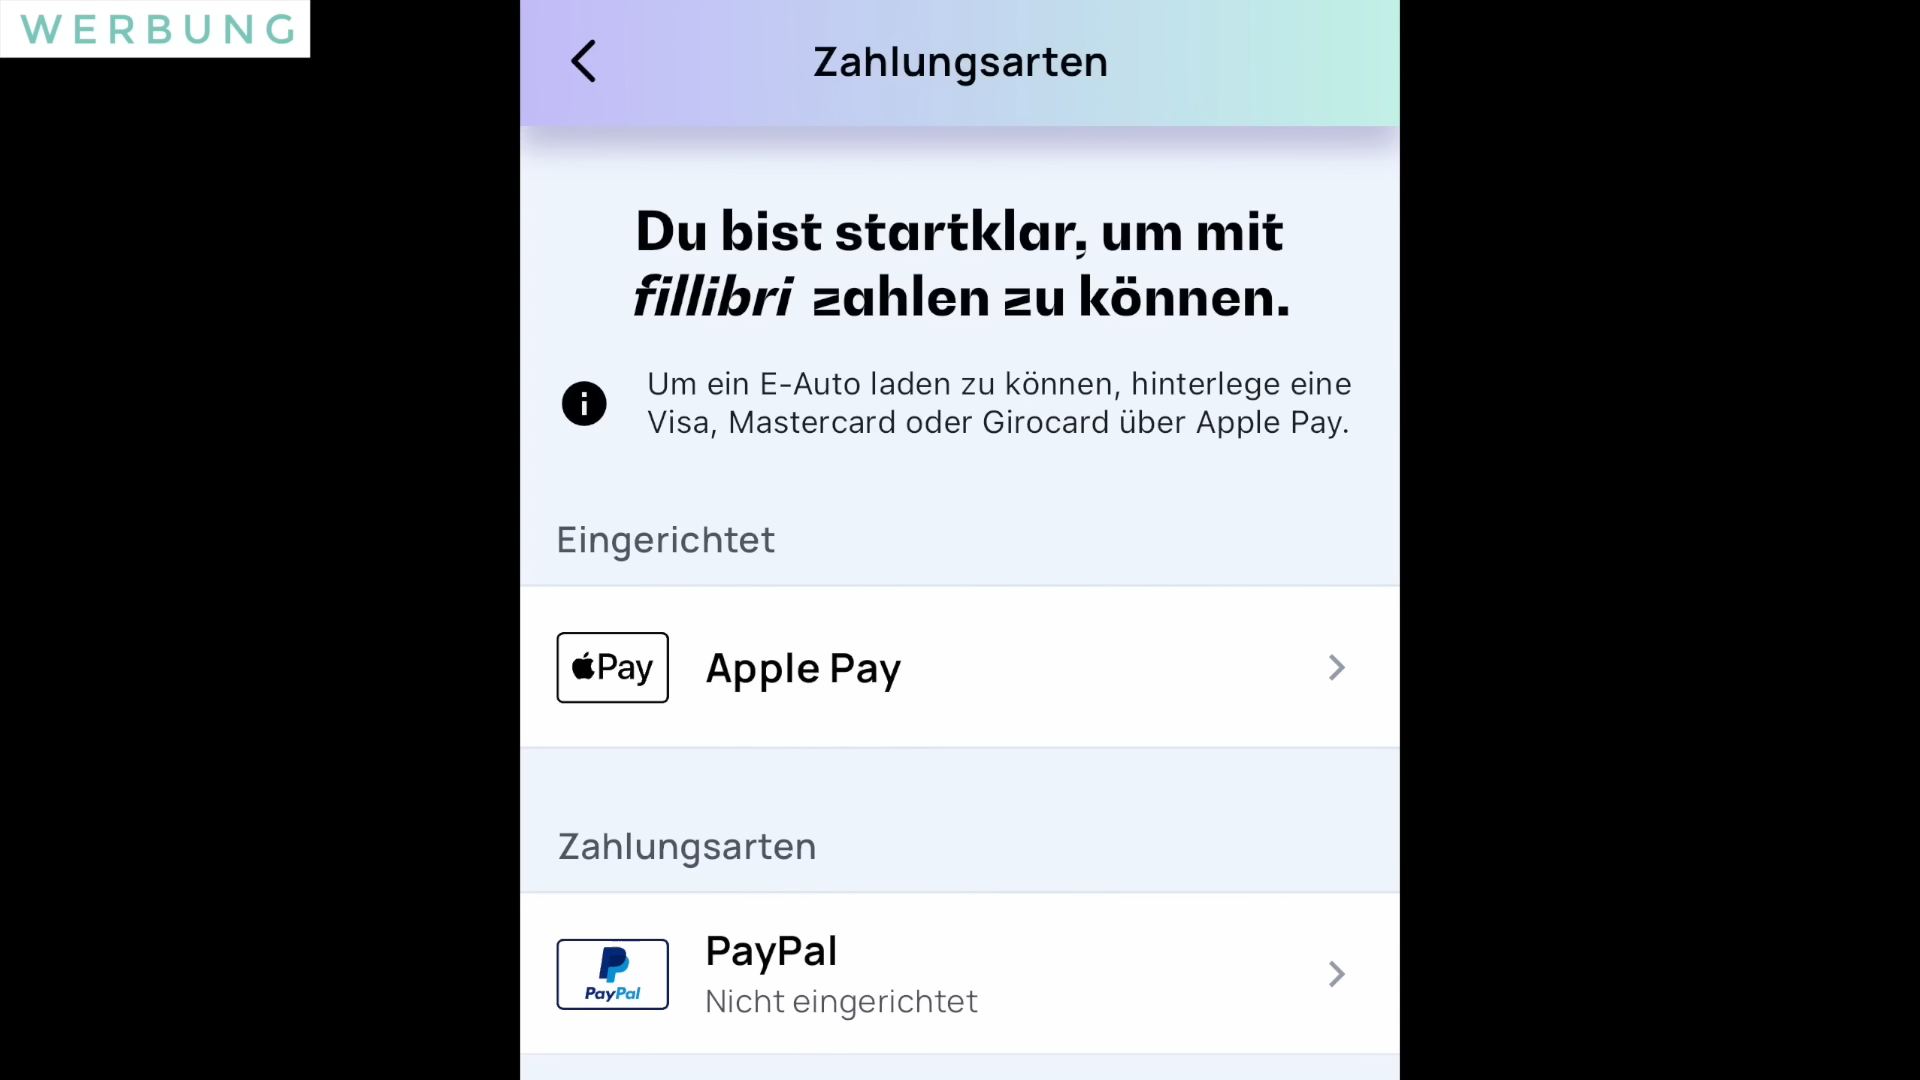 WERBUNG
Zahlungsarten
Du bist startklar, um mit
fillibri zahlen zu können.
Um ein E-Auto laden zu können, hinterlege eine
Visa, Mastercard oder Girocard über Apple Pay.
Eingerichtet
Pay Apple Pay
Zahlungsarten
PayPal
PayPal
Nicht eingerichtet